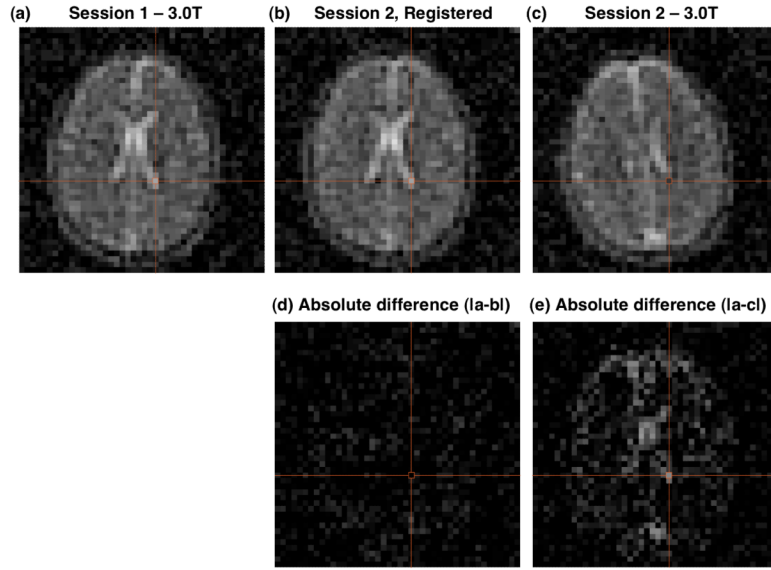 (a) Session 1 – 3.0T
(b) Session 2, Registered
(c) Session 2 – 3.0T
(d) Absolute difference (|a-b|)
(e) Absolute difference (|a-c|)